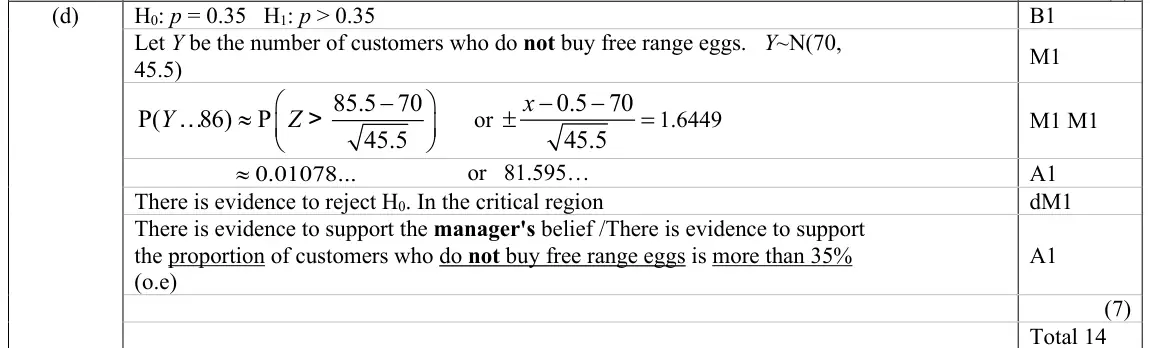 (d) H₀: p = 0.35 H₁: p > 0.35 B1
Let Y be the number of customers who do not buy free range eggs. Y~N(70,
45.5) M1
P(Y …86) ≈ P(Z > (85.5 − 70)/√45.5) or ± (x − 0.5 − 70)/√45.5 = 1.6449 M1 M1
≈ 0.01078... or 81.595… A1
There is evidence to reject H₀. In the critical region dM1
There is evidence to support the manager's belief /There is evidence to support
the proportion of customers who do not buy free range eggs is more than 35%
(o.e) A1
(7)
Total 14